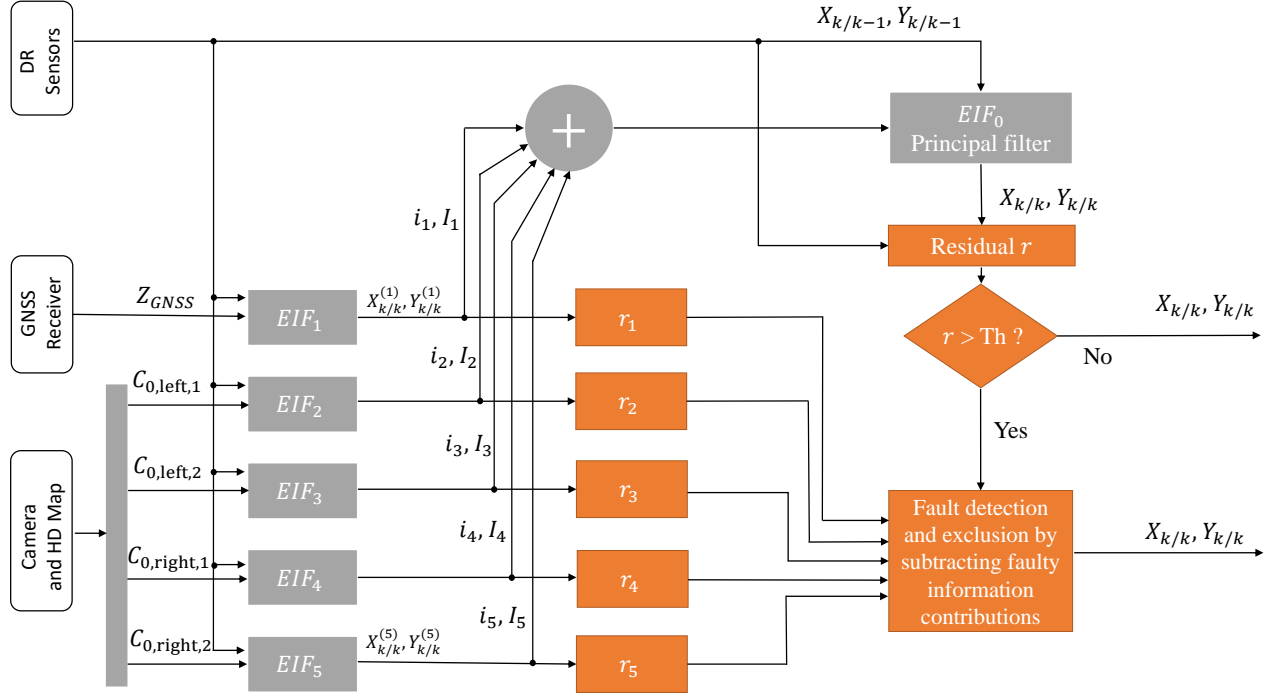 DR
Sensors
X_{k/k−1}, Y_{k/k−1}
+
EIF_0
Principal filter
X_{k/k}, Y_{k/k}
i_1, I_1
Residual r
GNSS
Receiver
Z_{GNSS}
EIF_1
X_{k/k}^{(1)}, Y_{k/k}^{(1)}
r_1
r > Th ?
X_{k/k}, Y_{k/k}
No
i_2, I_2
C_{0,left,1}
EIF_2
r_2
Yes
i_3, I_3
Camera
and HD Map
C_{0,left,2}
EIF_3
r_3
i_4, I_4
C_{0,right,1}
EIF_4
r_4
Fault detection
and exclusion by
subtracting faulty
information
contributions
X_{k/k}, Y_{k/k}
i_5, I_5
C_{0,right,2}
EIF_5
X_{k/k}^{(5)}, Y_{k/k}^{(5)}
r_5